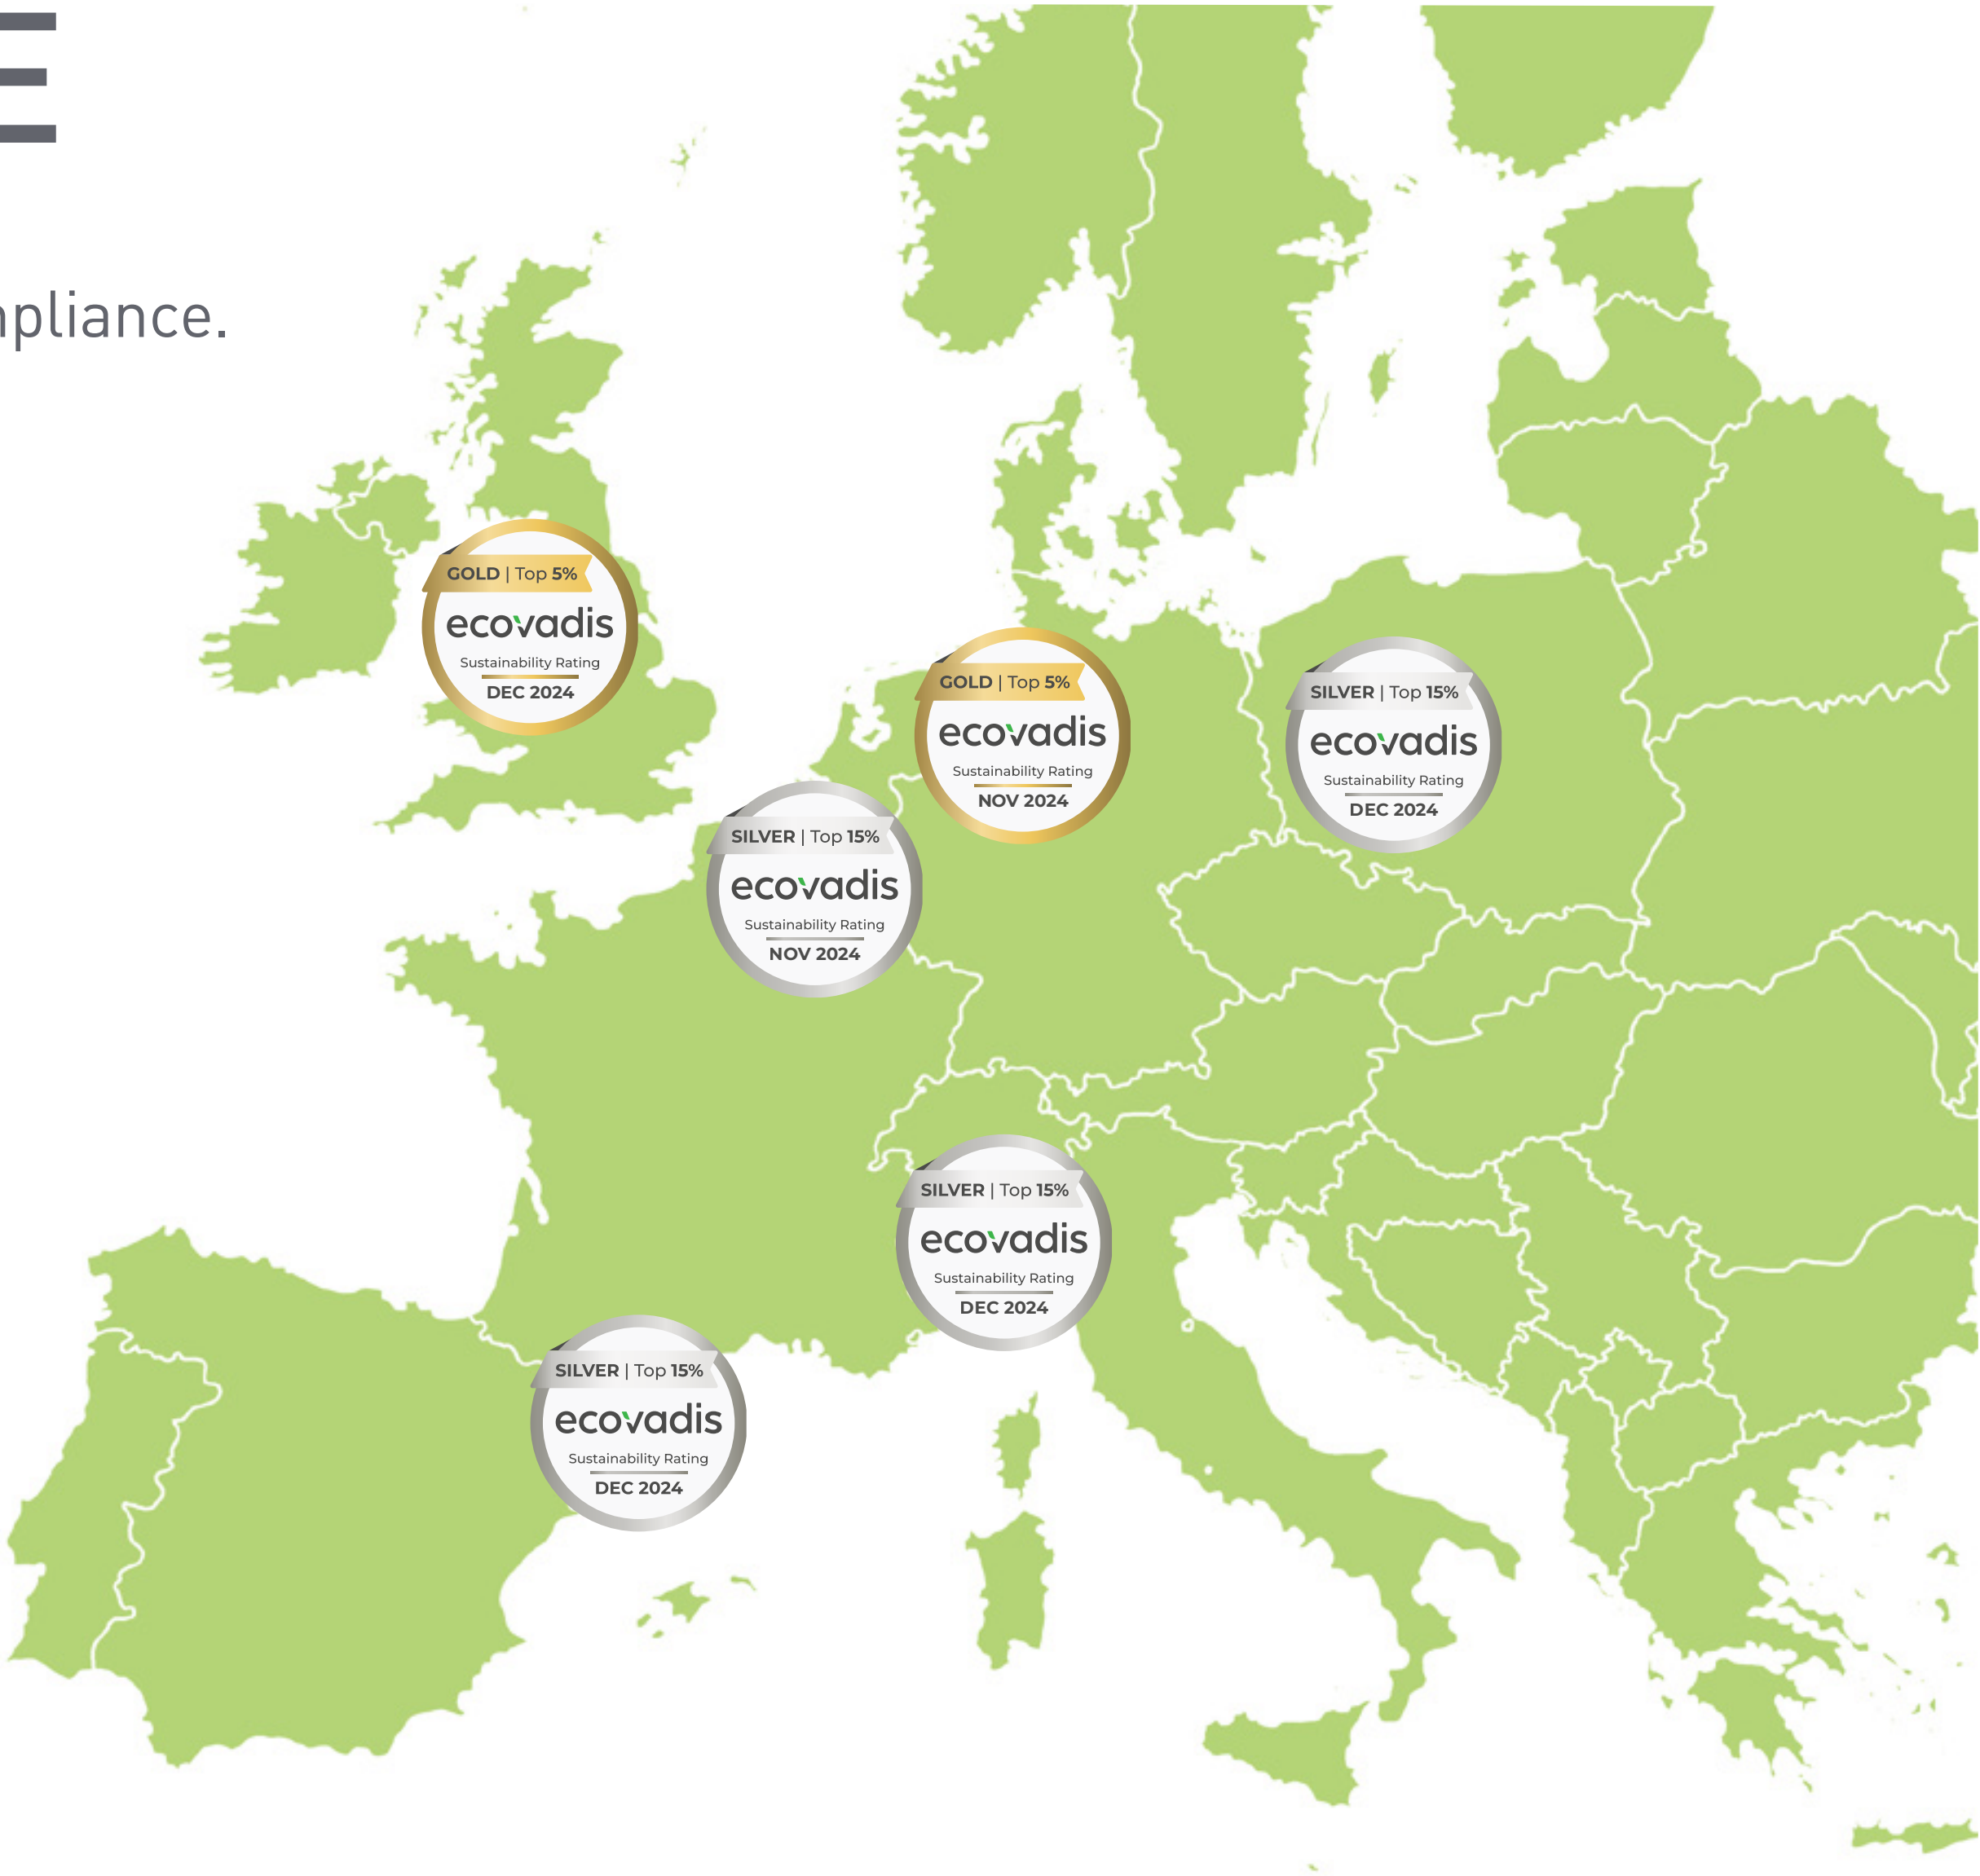 E
mpliance.
GOLD | Top 5%
ecovadis
Sustainability Rating
DEC 2024
GOLD | Top 5%
ecovadis
Sustainability Rating
NOV 2024
SILVER | Top 15%
ecovadis
Sustainability Rating
DEC 2024
SILVER | Top 15%
ecovadis
Sustainability Rating
NOV 2024
SILVER | Top 15%
ecovadis
Sustainability Rating
DEC 2024
SILVER | Top 15%
ecovadis
Sustainability Rating
DEC 2024